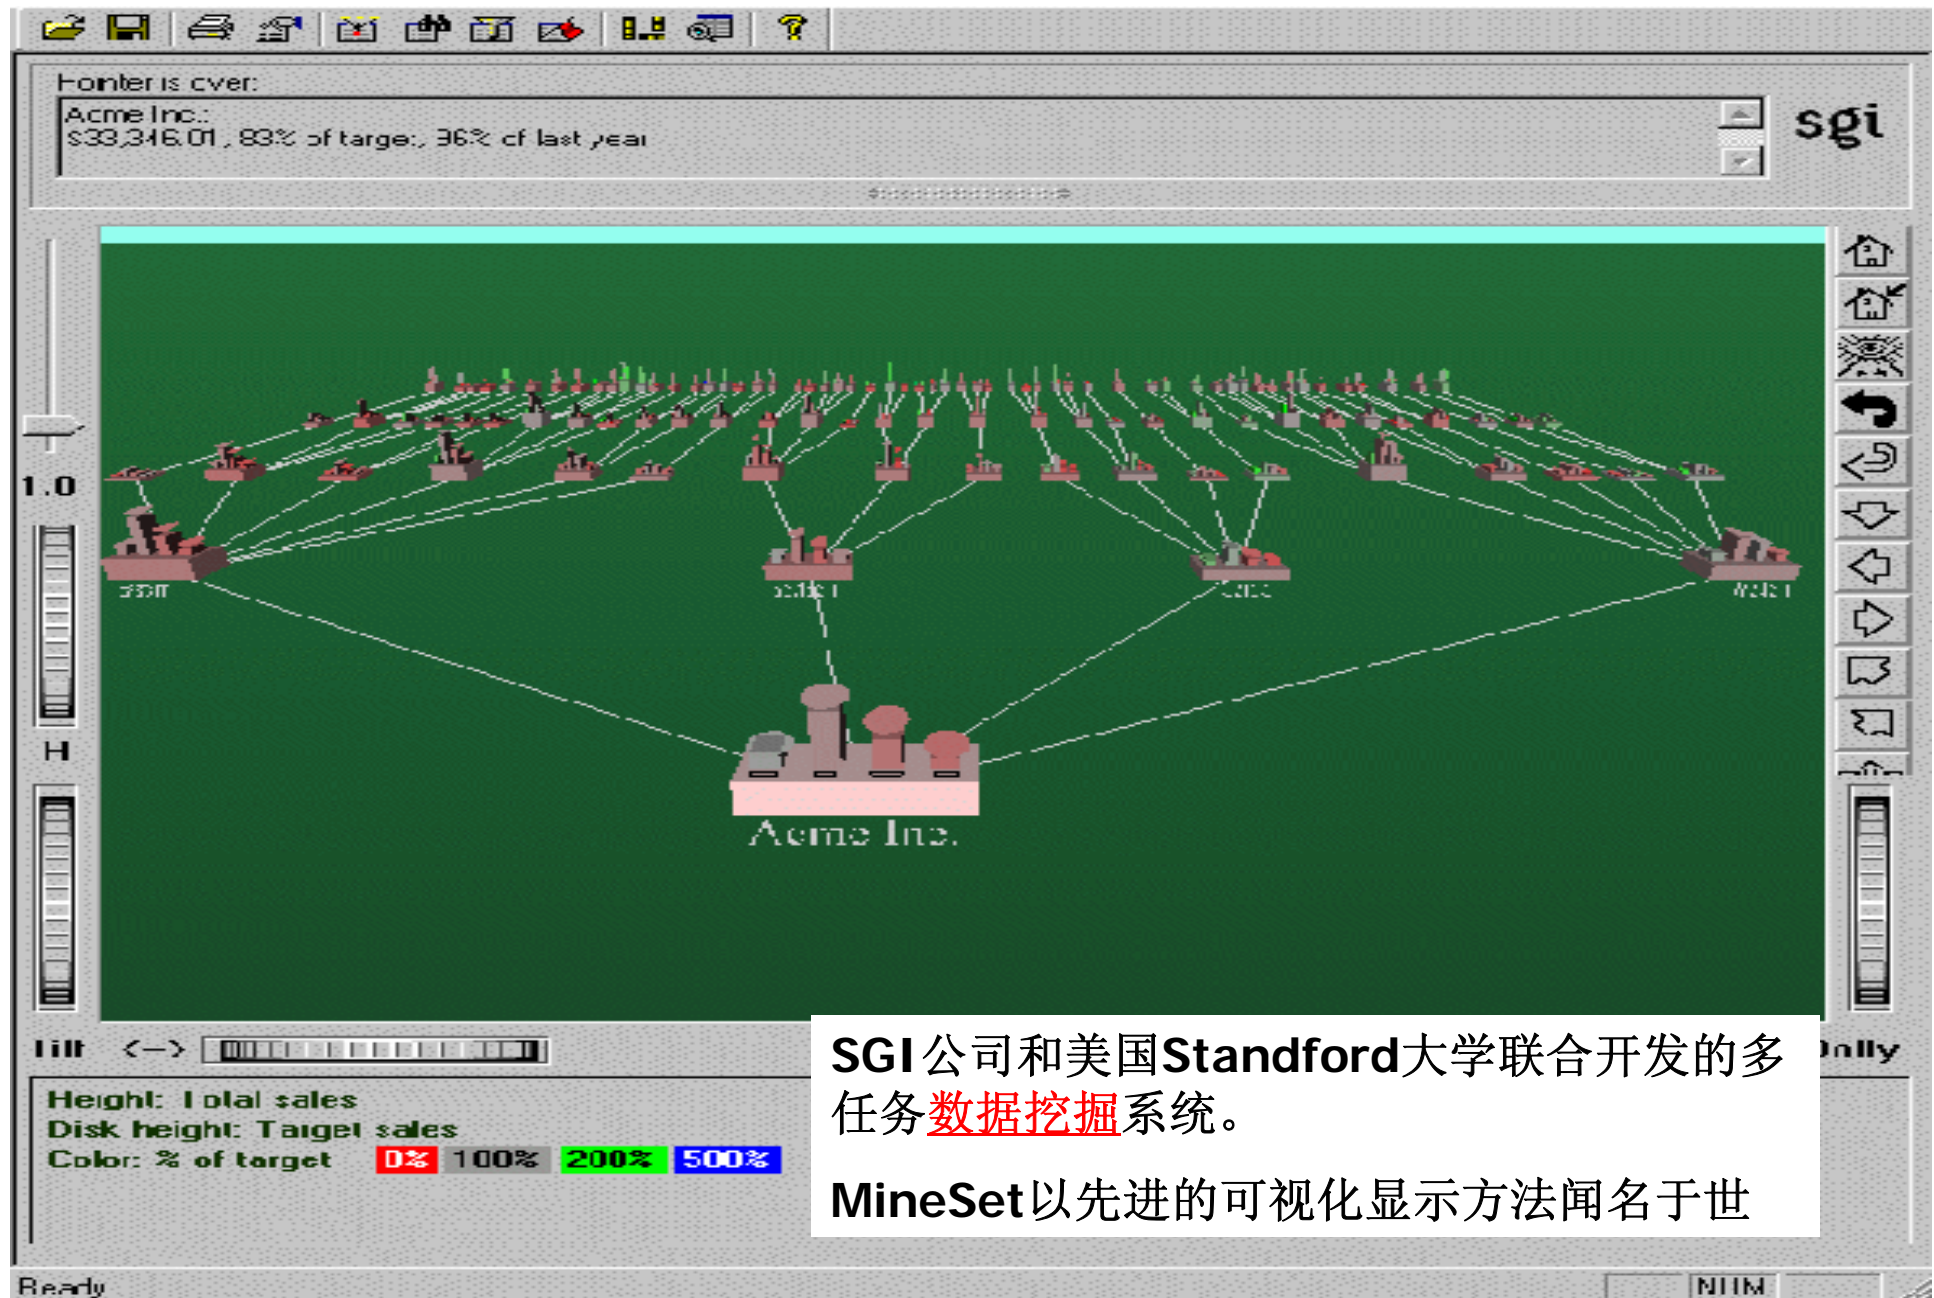 Pointer is over:
Acme Inc.:
$33,346.01, 83% of target, 96% of last year
sgi
1.0
H
eastern
western
Acme Inc.
Tilt <-> Dolly
Height: Total sales
Disk height: Target sales
Color: % of target 0% 100% 200% 500%
SGI公司和美国Standford大学联合开发的多
任务数据挖掘系统。
MineSet以先进的可视化显示方法闻名于世
Ready
NUM